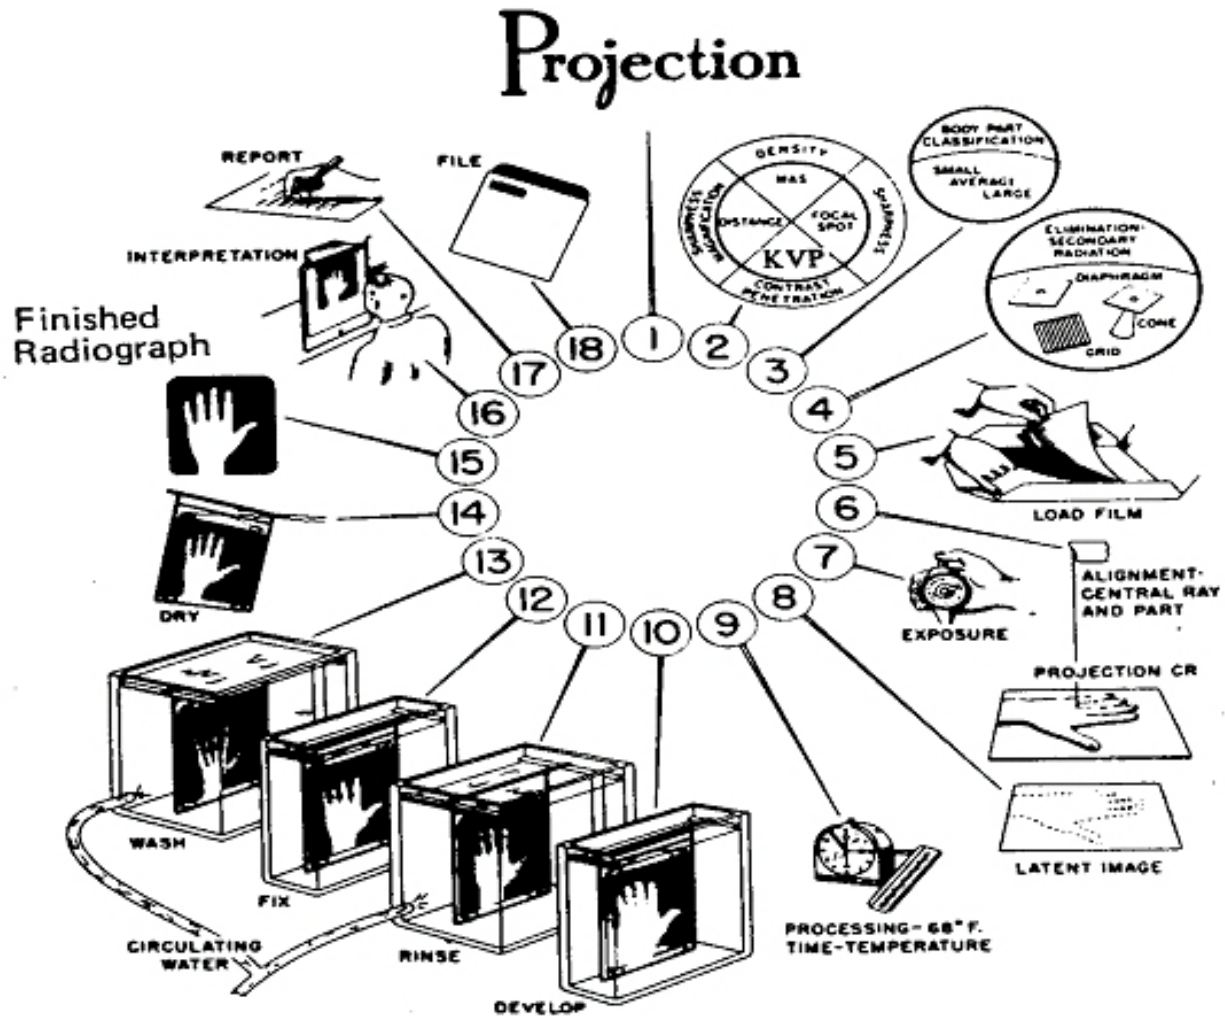 Projection
REPORT
FILE
INTERPRETATION
Finished
Radiograph
DENSITY
MAS
SHARPNESS
MAGNIFICATION
DISTANCE
FOCAL
SPOT
SHARPNESS
KVP
CONTRAST
PENETRATION
BODY PART
CLASSIFICATION
SMALL
AVERAGE
LARGE
ELIMINATION-
SECONDARY
RADIATION
DIAPHRAGM
CONE
GRID
1
2
3
4
5
6
7
8
9
10
11
12
13
14
15
16
17
18
LOAD FILM
ALIGNMENT-
CENTRAL RAY
AND PART
EXPOSURE
PROJECTION CR
LATENT IMAGE
PROCESSING-68°F.
TIME-TEMPERATURE
DEVELOP
RINSE
FIX
WASH
CIRCULATING
WATER
DRY